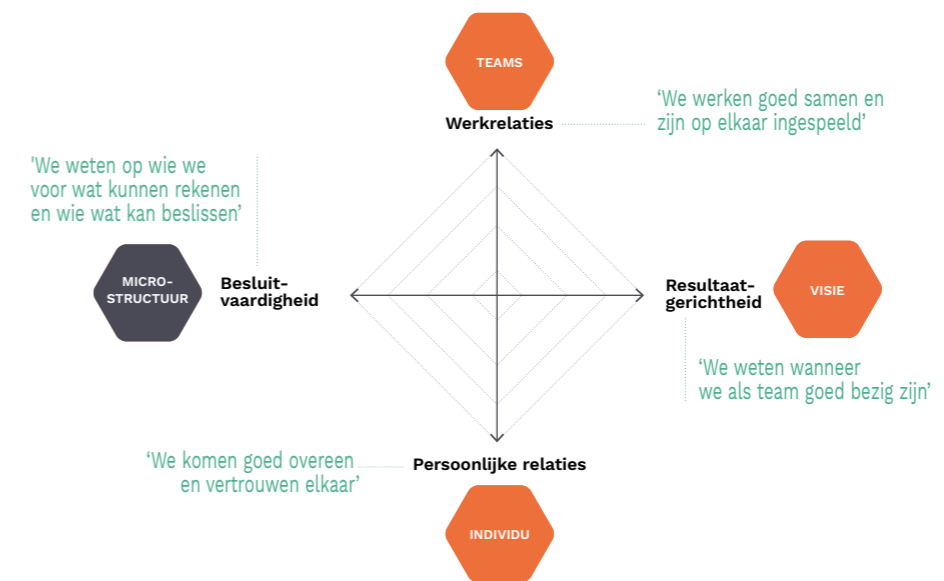 TEAMS
Werkrelaties
‘We werken goed samen en
zijn op elkaar ingespeeld’
'We weten op wie we
voor wat kunnen rekenen
en wie wat kan beslissen’
MICRO-
STRUCTUUR
Besluit-
vaardigheid
Resultaat-
gerichtheid
VISIE
‘We weten wanneer
we als team goed bezig zijn’
‘We komen goed overeen
en vertrouwen elkaar’
Persoonlijke relaties
INDIVIDU